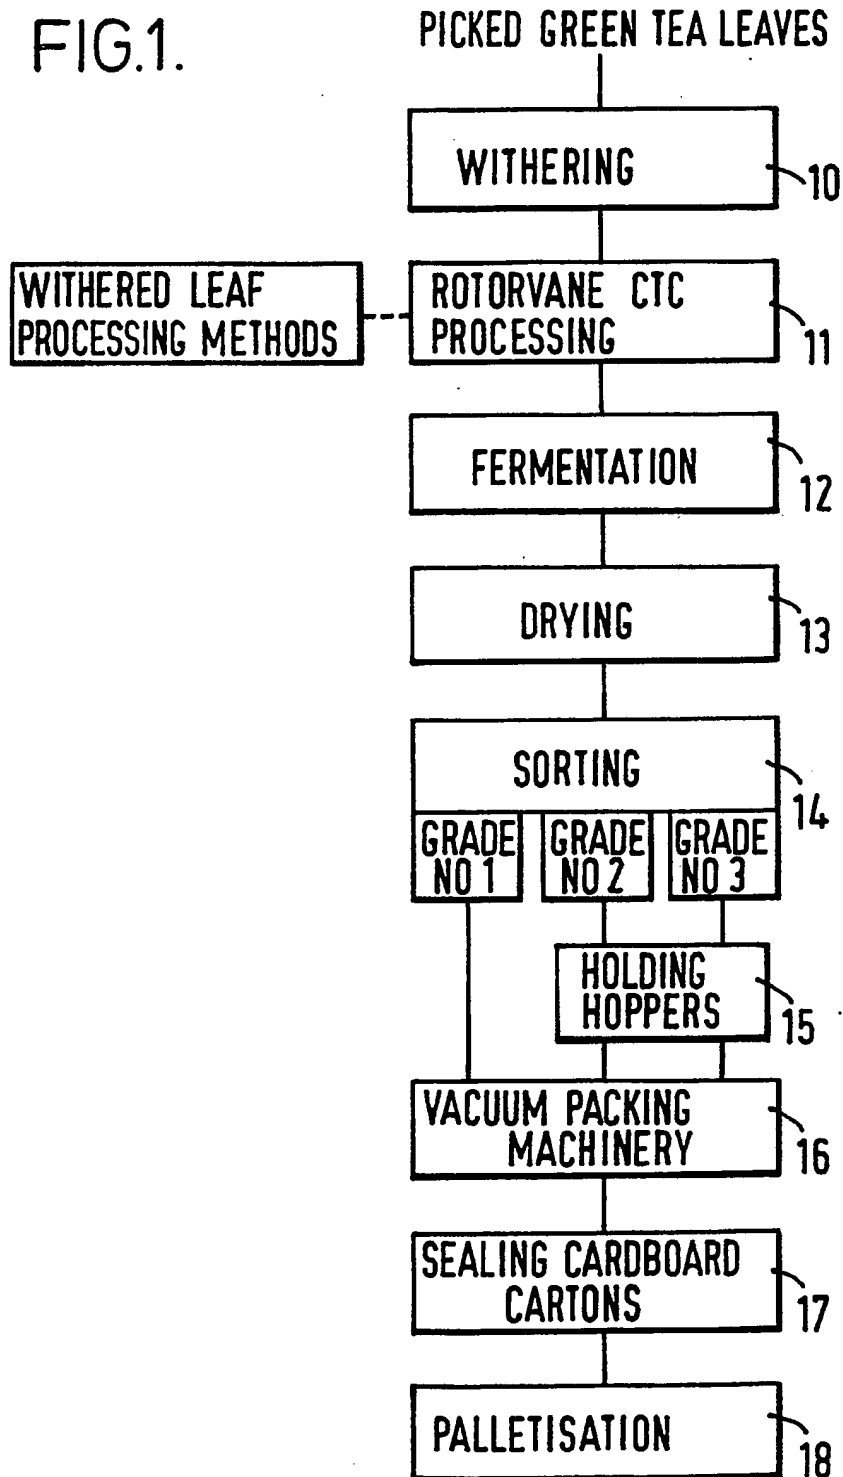 FIG.1.
PICKED GREEN TEA LEAVES
WITHERING
10
WITHERED LEAF
PROCESSING METHODS
ROTORVANE CTC
PROCESSING
11
FERMENTATION
12
DRYING
13
SORTING
14
GRADE
NO 1
GRADE
NO 2
GRADE
NO 3
HOLDING
HOPPERS
15
VACUUM PACKING
MACHINERY
16
SEALING CARDBOARD
CARTONS
17
PALLETISATION
18